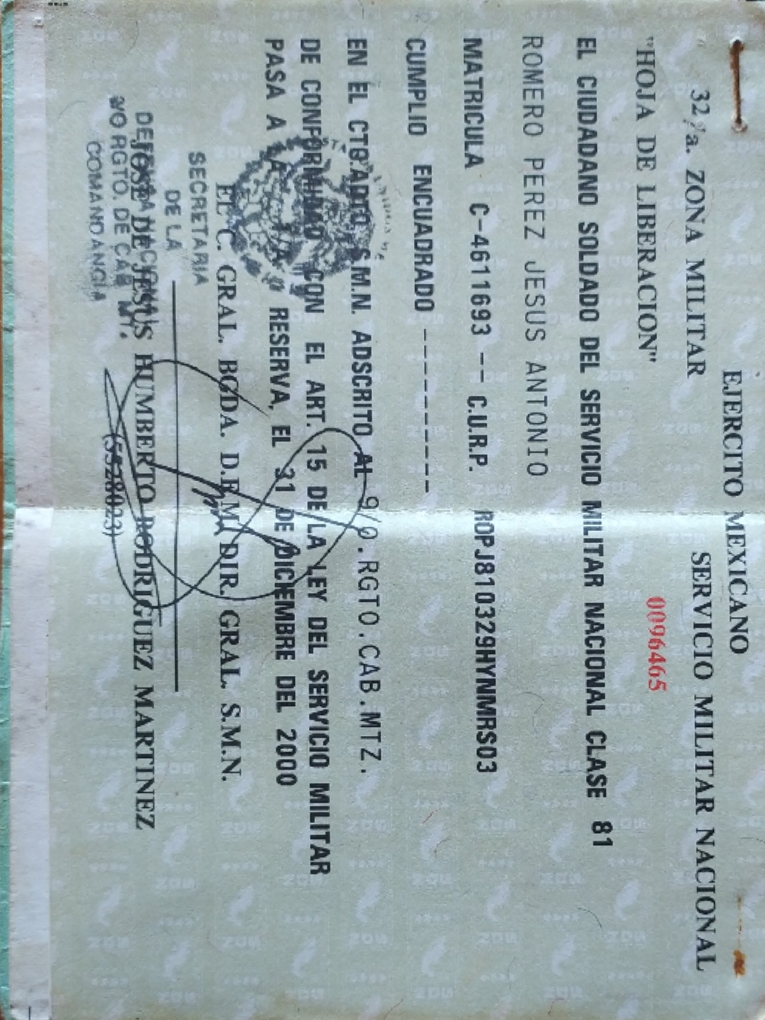 EJERCITO MEXICANO
32/a. ZONA MILITAR SERVICIO MILITAR NACIONAL
"HOJA DE LIBERACION" 0096465
EL CIUDADANO SOLDADO DEL SERVICIO MILITAR NACIONAL CLASE 81
ROMERO PEREZ JESUS ANTONIO
MATRICULA C-4611693 -- C.U.R.P. ROPJ810329HYNMRS03
CUMPLIO ENCUADRADO ----------
EN EL CTO.ADTO. S.M.N. ADSCRITO AL 9/O.RGTO.CAB.MTZ.
DE CONFORMIDAD CON EL ART. 15 DE LA LEY DEL SERVICIO MILITAR
PASA A LA 1/A. RESERVA, EL 31 DE DICIEMBRE DEL 2000
EL C. GRAL. BGDA. D.E.M. DIR. GRAL. S.M.N.
SECRETARIA
DE LA
DEFENSA NACIONAL
JOSE DE JESUS HUMBERTO RODRIGUEZ MARTINEZ
9/O RGTO. DE CAB. MT.
(5528023)
COMANDANCIA